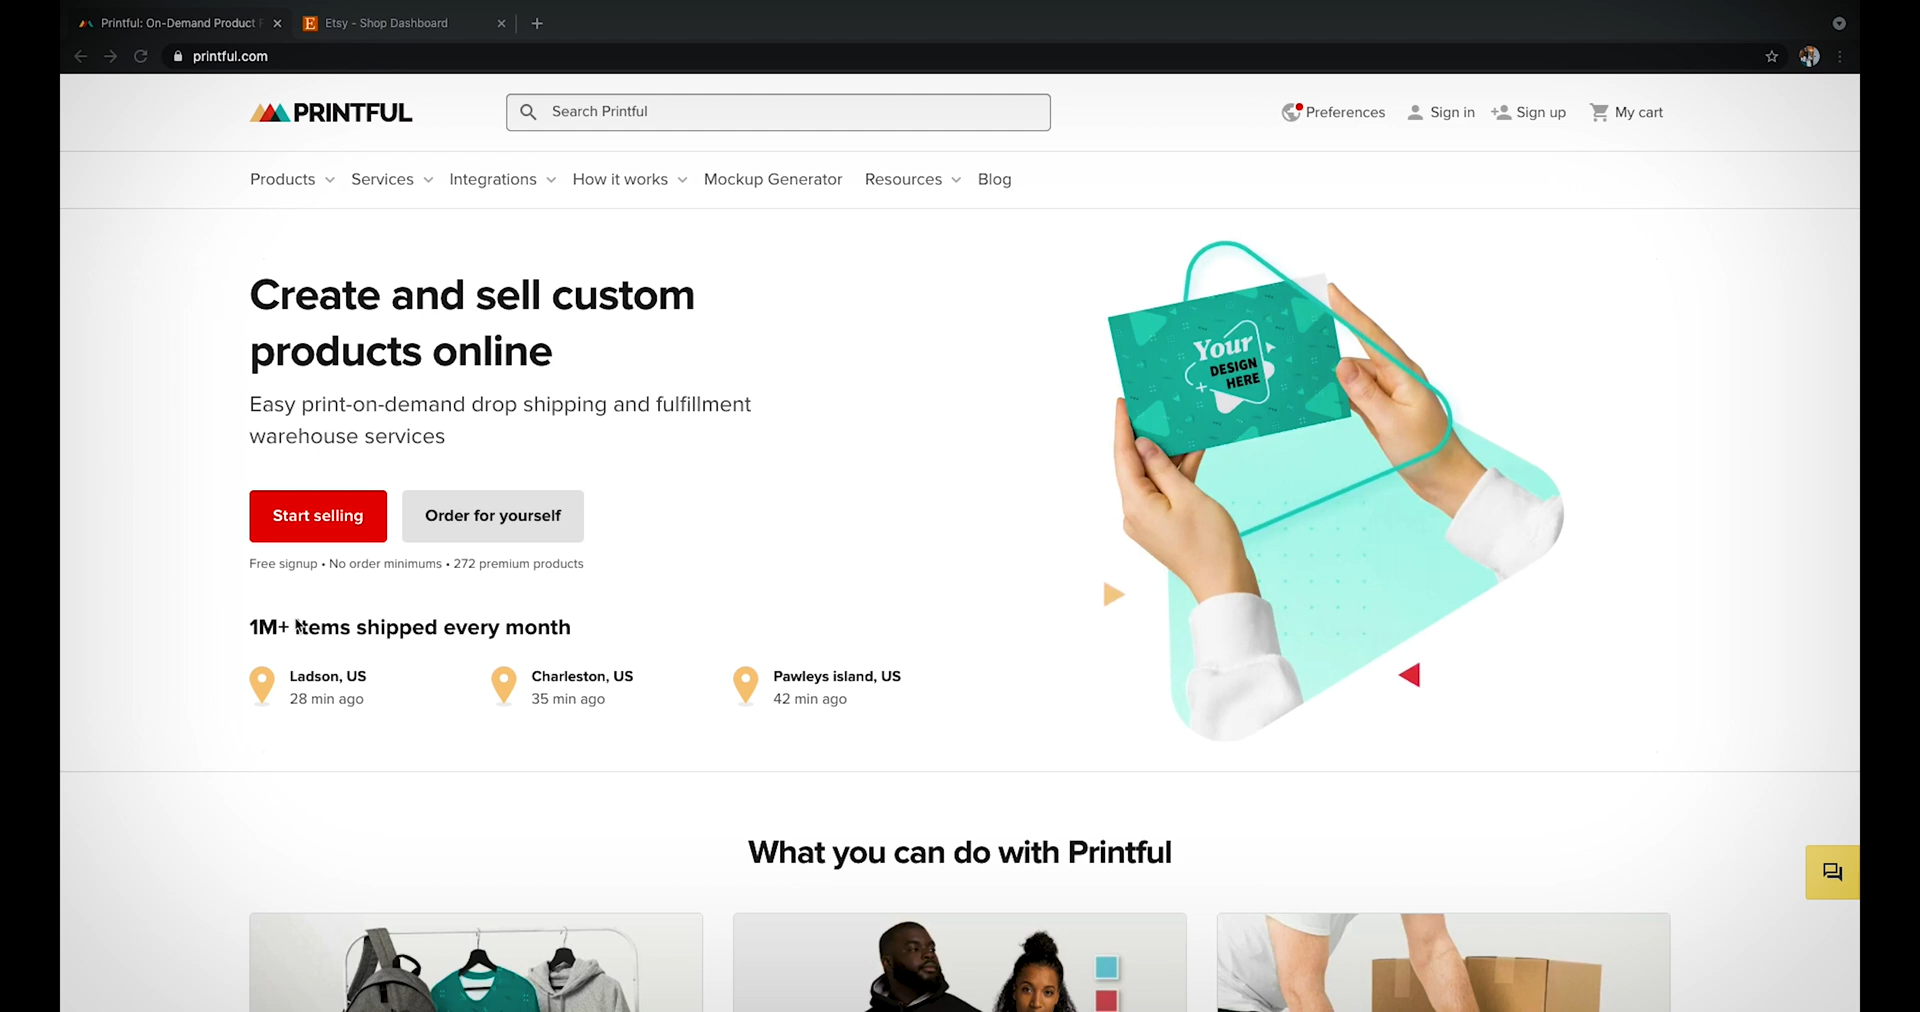 Printful: On-Demand Product
Etsy - Shop Dashboard
printful.com
PRINTFUL
Search Printful
Preferences
Sign in
Sign up
My cart
Products
Services
Integrations
How it works
Mockup Generator
Resources
Blog
Create and sell custom
products online
Easy print-on-demand drop shipping and fulfillment
warehouse services
Start selling
Order for yourself
Free signup • No order minimums • 272 premium products
1M+ items shipped every month
Ladson, US
28 min ago
Charleston, US
35 min ago
Pawleys island, US
42 min ago
Your
DESIGN
HERE
What you can do with Printful